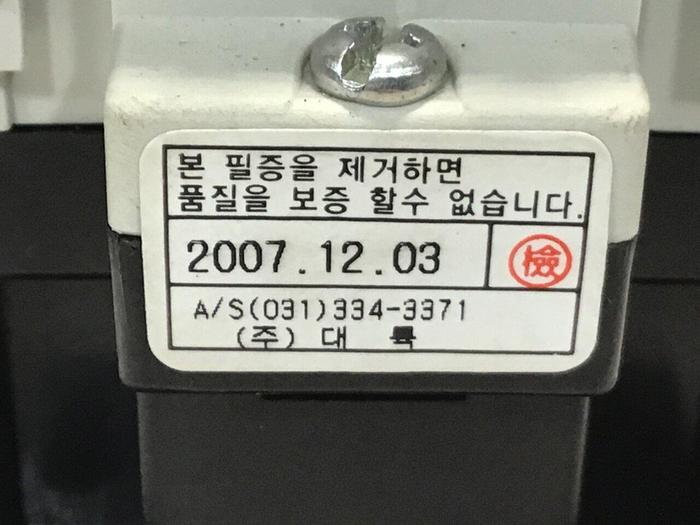 본 필증을 제거하면
품질을 보증 할수 없습니다.
2007.12.03
檢
A/S(031)334-3371
(주) 대 륙